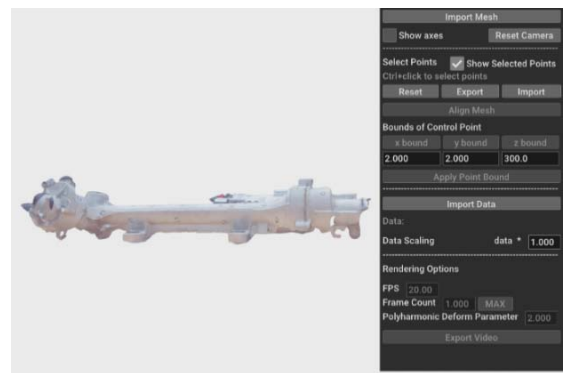 Import Mesh
Show axes Reset Camera
Select Points Show Selected Points
Ctrl+click to select points
Reset Export Import
Align Mesh
Bounds of Control Point
x bound y bound z bound
2.000 2.000 300.0
Apply Point Bound
Import Data
Data:
Data Scaling data * 1.000
Rendering Options
FPS 20.00
Frame Count 1.000 MAX
Polyharmonic Deform Parameter 2.000
Export Video